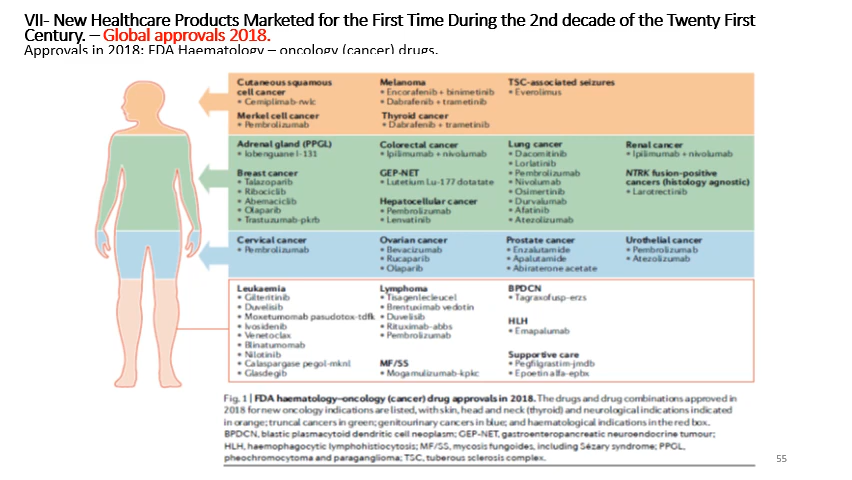 VII- New Healthcare Products Marketed for the First Time During the 2nd decade of the Twenty First
Century. – Global approvals 2018.
Approvals in 2018: FDA Haematology – oncology (cancer) drugs.
Cutaneous squamous
cell cancer
• Cemiplimab-rwlc
Merkel cell cancer
• Pembrolizumab
Melanoma
• Encorafenib + binimetinib
• Dabrafenib + trametinib
Thyroid cancer
• Dabrafenib + trametinib
TSC-associated seizures
• Everolimus
Adrenal gland (PPGL)
• Iobenguane I-131
Breast cancer
• Talazoparib
• Ribociclib
• Abemaciclib
• Olaparib
• Trastuzumab-pkrb
Colorectal cancer
• Ipilimumab + nivolumab
GEP-NET
• Lutetium Lu-177 dotatate
Hepatocellular cancer
• Pembrolizumab
• Lenvatinib
Lung cancer
• Dacomitinib
• Lorlatinib
• Pembrolizumab
• Nivolumab
• Osimertinib
• Durvalumab
• Afatinib
• Atezolizumab
Renal cancer
• Ipilimumab + nivolumab
NTRK fusion-positive
cancers (histology agnostic)
• Larotrectinib
Cervical cancer
• Pembrolizumab
Ovarian cancer
• Bevacizumab
• Rucaparib
• Olaparib
Prostate cancer
• Enzalutamide
• Apalutamide
• Abiraterone acetate
Urothelial cancer
• Pembrolizumab
• Atezolizumab
Leukaemia
• Gilteritinib
• Duvelisib
• Moxetumomab pasudotox-tdfk
• Ivosidenib
• Venetoclax
• Blinatumomab
• Nilotinib
• Calaspargase pegol-mknl
• Glasdegib
Lymphoma
• Tisagenlecleucel
• Brentuximab vedotin
• Duvelisib
• Rituximab-abbs
• Pembrolizumab
MF/SS
• Mogamulizumab-kpkc
BPDCN
• Tagraxofusp-erzs
HLH
• Emapalumab
Supportive care
• Pegfilgrastim-jmdb
• Epoetin alfa-epbx
Fig. 1 | FDA haematology–oncology (cancer) drug approvals in 2018. The drugs and drug combinations approved in
2018 for new oncology indications are listed, with skin, head and neck (thyroid) and neurological indications indicated
in orange; truncal cancers in green; genitourinary cancers in blue; and haematological indications in the red box.
BPDCN, blastic plasmacytoid dendritic cell neoplasm; GEP-NET, gastroenteropancreatic neuroendocrine tumour;
HLH, haemophagocytic lymphohistiocytosis; MF/SS, mycosis fungoides, including Sézary syndrome; PPGL,
pheochromocytoma and paraganglioma; TSC, tuberous sclerosis complex.
55